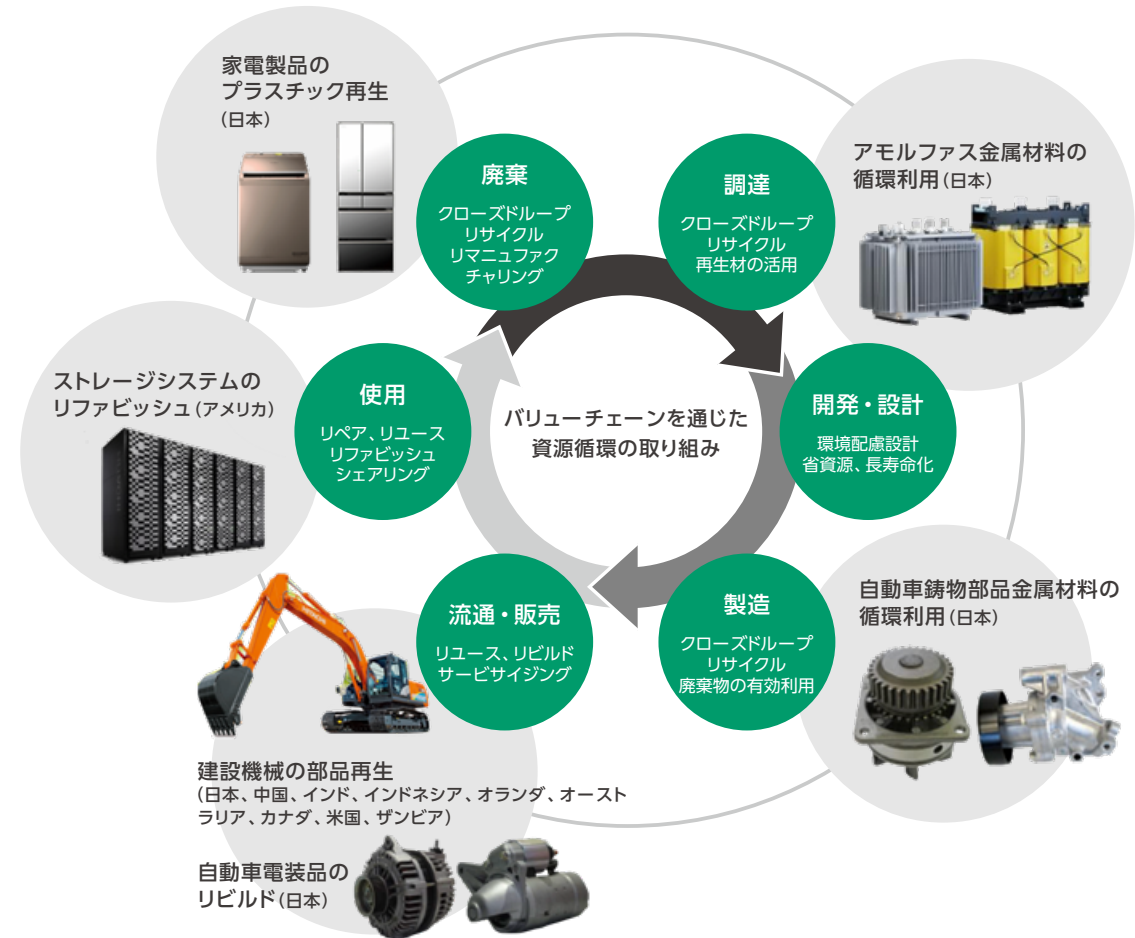 家電製品の
プラスチック再生
(日本)
廃棄
クローズドループ
リサイクル
リマニュファク
チャリング
調達
クローズドループ
リサイクル
再生材の活用
アモルファス金属材料の
循環利用(日本)
ストレージシステムの
リファビッシュ(アメリカ)
使用
リペア、リユース
リファビッシュ
シェアリング
バリューチェーンを通じた
資源循環の取り組み
開発・設計
環境配慮設計
省資源、長寿命化
流通・販売
リユース、リビルド
サービサイジング
製造
クローズドループ
リサイクル
廃棄物の有効利用
自動車鋳物部品金属材料の
循環利用(日本)
建設機械の部品再生
(日本、中国、インド、インドネシア、オランダ、オースト
ラリア、カナダ、米国、ザンビア)
自動車電装品の
リビルド(日本)